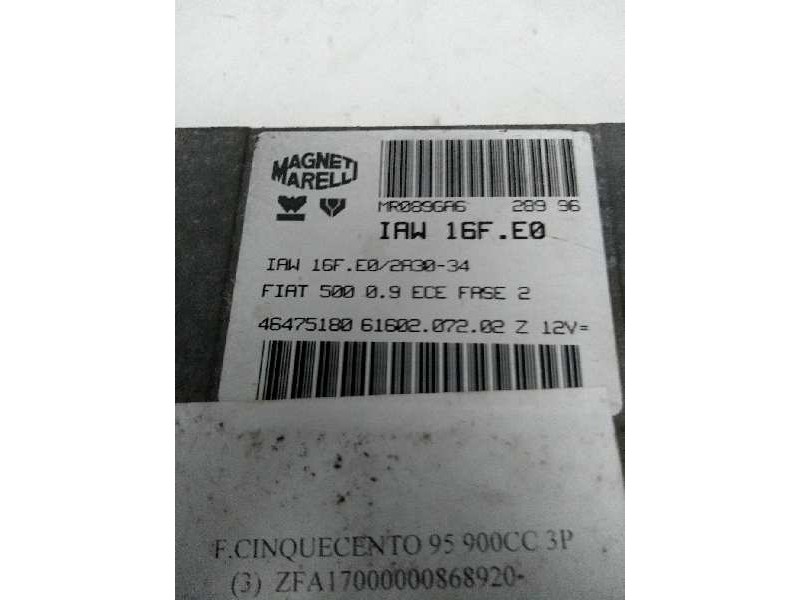 MAGNETI
MARELLI
MR089GA6 289 96
IAW 16F.E0
IAW 16F.E0/2A30-34
FIAT 500 0.9 ECE FASE 2
46475180 61602.072.02 Z 12V=
F.CINQUECENTO 95 900CC 3P
(3) ZFA17000000868920-